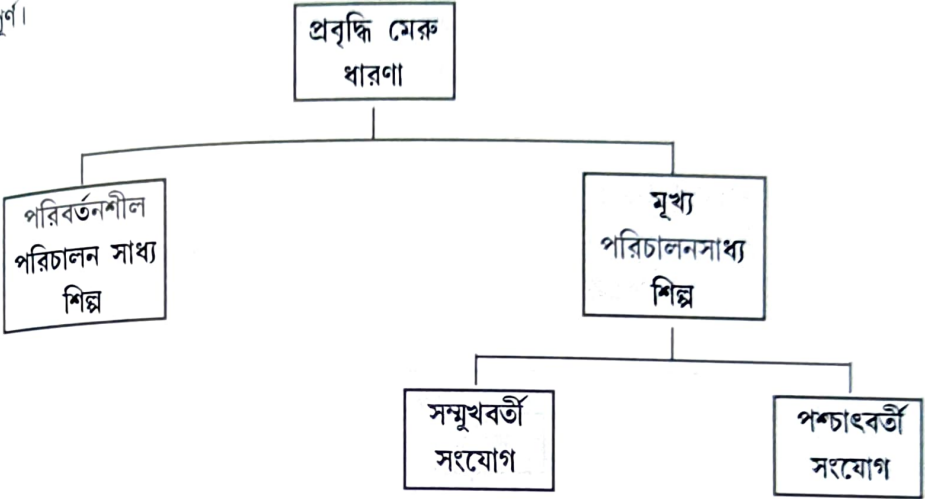 প্রবৃদ্ধি মেরু
ধারণা
পরিবর্তনশীল
পরিচালন সাধ্য
শিল্প
মূখ্য
পরিচালনসাধ্য
শিল্প
সম্মুখবর্তী
সংযোগ
পশ্চাৎবর্তী
সংযোগ